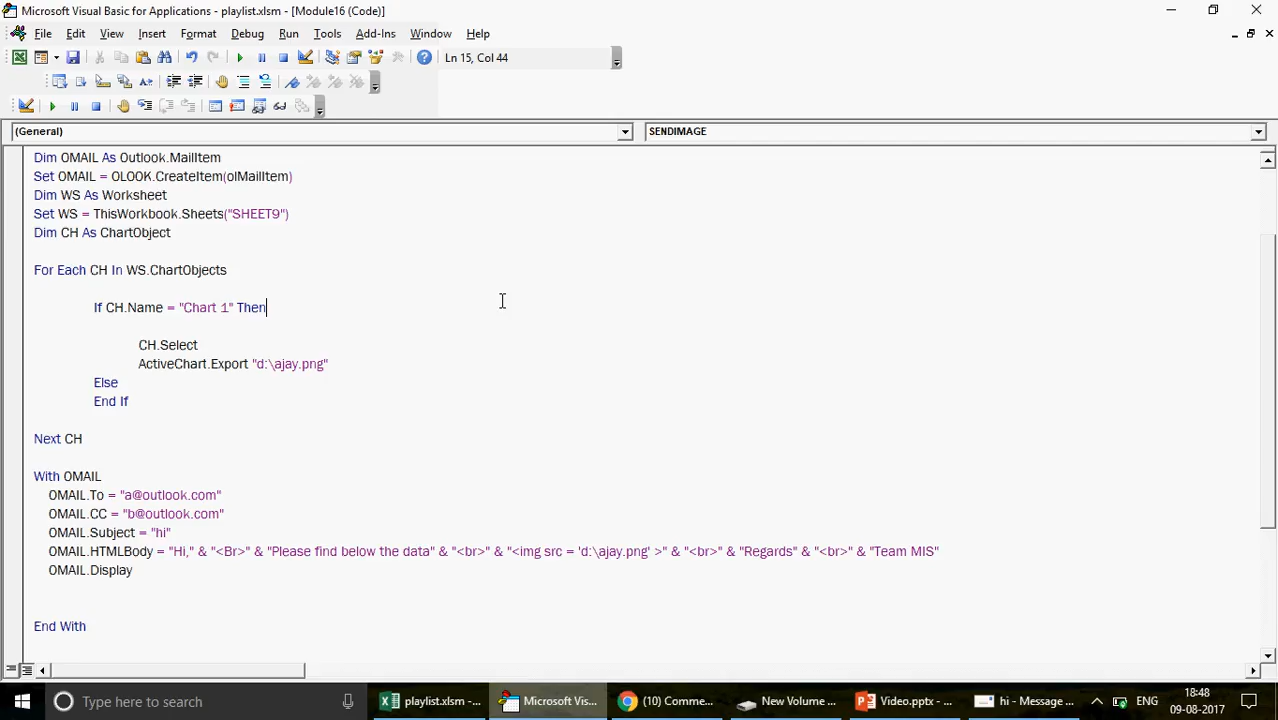 Microsoft Visual Basic for Applications - playlist.xlsm - [Module16 (Code)]
File Edit View Insert Format Debug Run Tools Add-Ins Window Help
Ln 15, Col 44
(General) SENDIMAGE
Dim OMAIL As Outlook.MailItem
Set OMAIL = OLOOK.CreateItem(olMailItem)
Dim WS As Worksheet
Set WS = ThisWorkbook.Sheets("SHEET9")
Dim CH As ChartObject
For Each CH In WS.ChartObjects
If CH.Name = "Chart 1" Then
CH.Select
ActiveChart.Export "d:\ajay.png"
Else
End If
Next CH
With OMAIL
OMAIL.To = "a@outlook.com"
OMAIL.CC = "b@outlook.com"
OMAIL.Subject = "hi"
OMAIL.HTMLBody = "Hi," & "<Br>" & "Please find below the data" & "<br>" & "<img src = 'd:\ajay.png' >" & "<br>" & "Regards" & "<br>" & "Team MIS"
OMAIL.Display
End With
Type here to search
playlist.xlsm -...
Microsoft Visu...
(10) Comme...
New Volume ...
Video.pptx - ...
hi - Message ...
ENG
18:48
09-08-2017